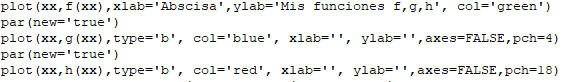 plot(xx,f(xx),xlab='Abscisa',ylab='Mis funciones f,g,h', col='green')
par(new='true')
plot(xx,g(xx),type='b', col='blue', xlab='', ylab='',axes=FALSE,pch=4)
par(new='true')
plot(xx,h(xx),type='b', col='red', xlab='', ylab='',axes=FALSE,pch=18)